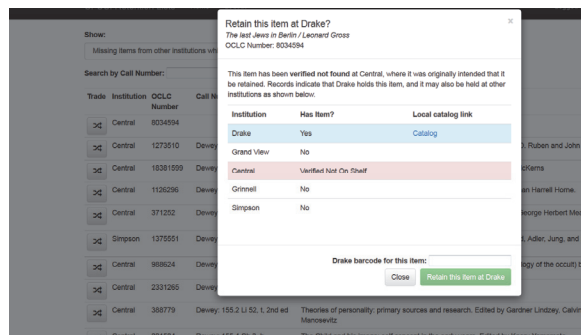 Retain this item at Drake?
×
The last Jews in Berlin / Leonard Gross
OCLC Number: 8034594
This item has been verified not found at Central, where it was originally intended that it
be retained. Records indicate that Drake holds this item, and it may also be held at other
institutions as shown below.
Institution Has Item? Local catalog link
Drake Yes Catalog
Grand View No
Central Verified Not On Shelf
Grinnell No
Simpson No
Drake barcode for this item:
Close Retain this item at Drake
Show:
Missing items from other institutions wh
Search by Call Number:
Trade Institution OCLC Number Call N
Central 8034594
Central 1273510 Dewey D. Ruben and John
Central 18381599 Dewey
Central 1126296 Dewey an Harrell Horne.
Central 371252 Dewey George Herbert Mea
Simpson 1375551 Dewey d, Adler, Jung, and
Central 988624 Dewey logy of the occult)
Central 2331265 Dewey
Central 388779 Dewey: 155.2 Li 52. t, 2nd ed Theories of personality: primary sources and research. Edited by Gardner Lindzey, Calvin
Manosevitz